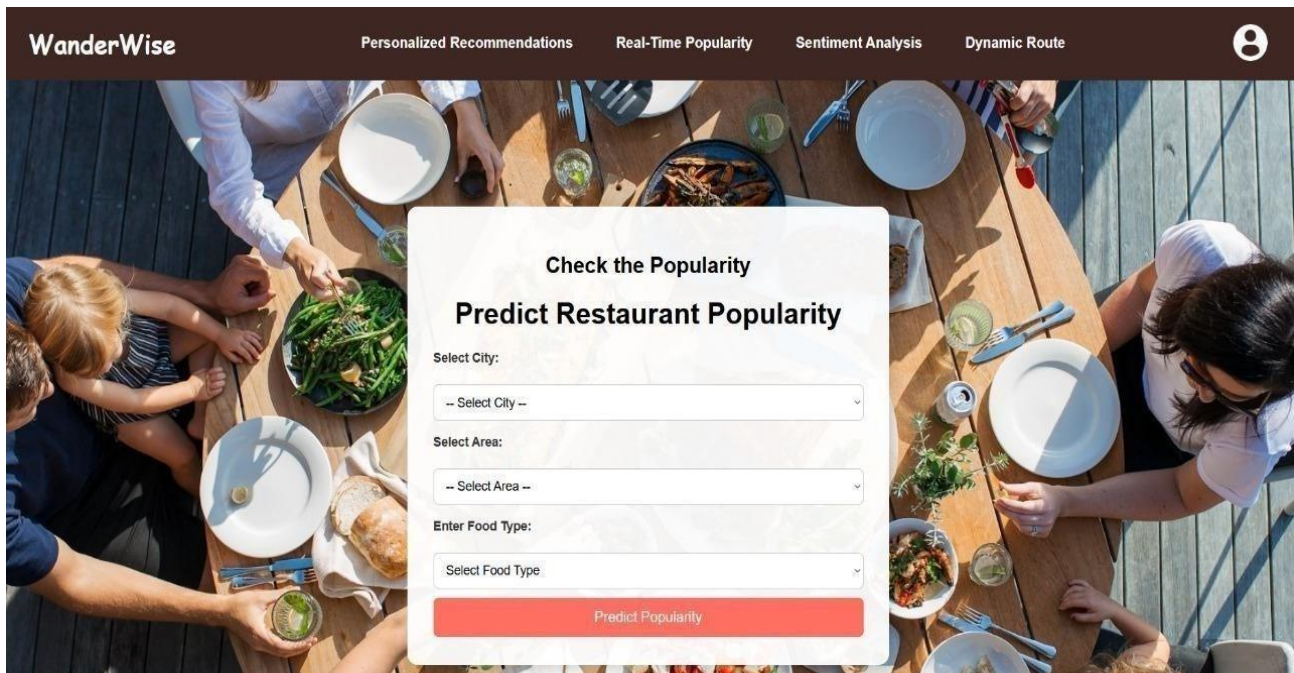 WanderWise
Personalized Recommendations
Real-Time Popularity
Sentiment Analysis
Dynamic Route
Check the Popularity
Predict Restaurant Popularity
Select City:
-- Select City --
Select Area:
-- Select Area --
Enter Food Type:
Select Food Type
Predict Popularity